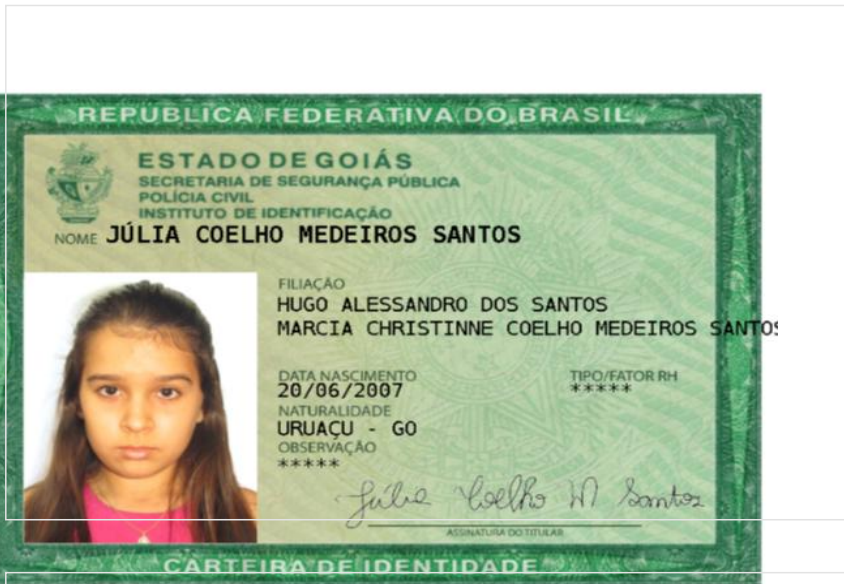 REPÚBLICA FEDERATIVA DO BRASIL
ESTADO DE GOIÁS
SECRETARIA DE SEGURANÇA PÚBLICA
POLÍCIA CIVIL
INSTITUTO DE IDENTIFICAÇÃO
NOME JÚLIA COELHO MEDEIROS SANTOS
FILIAÇÃO
HUGO ALESSANDRO DOS SANTOS
MARCIA CHRISTINNE COELHO MEDEIROS SANTOS
DATA NASCIMENTO TIPO/FATOR RH
20/06/2007 *****
NATURALIDADE
URUAÇU - GO
OBSERVAÇÃO
*****
Júlia Coelho M Santos
ASSINATURA DO TITULAR
CARTEIRA DE IDENTIDADE